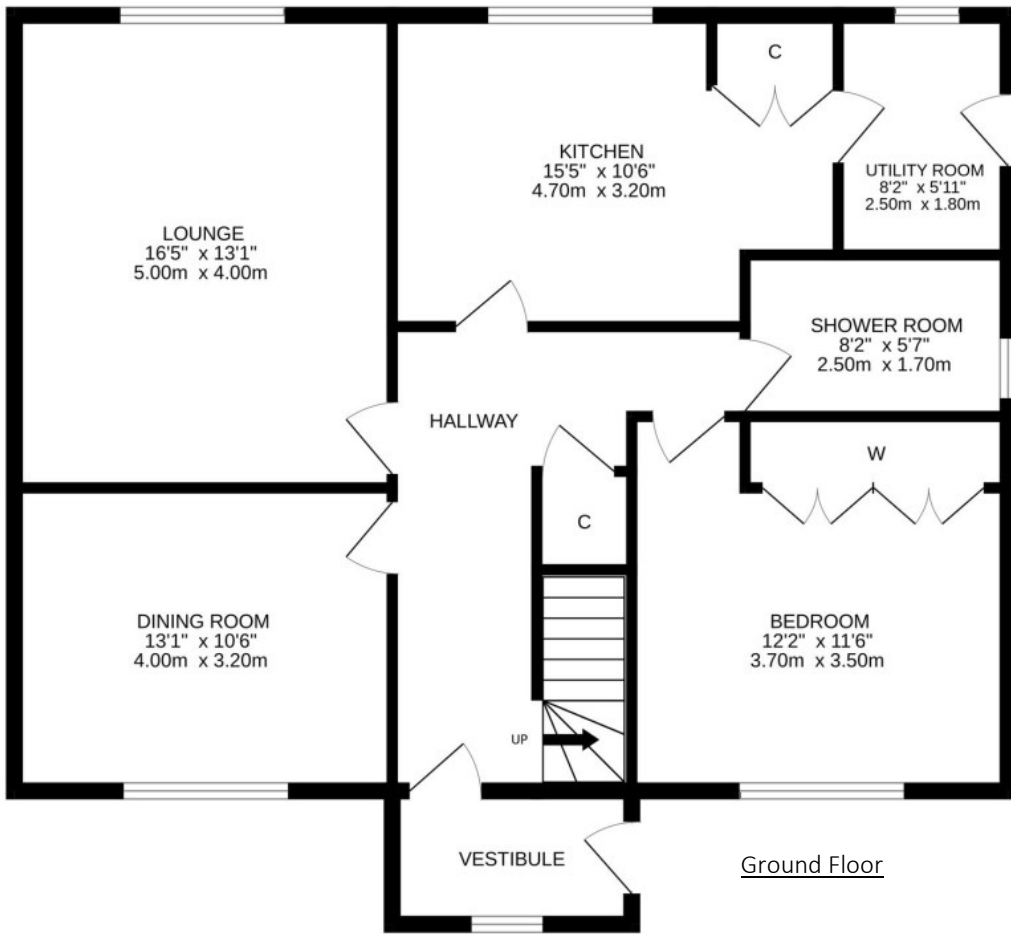 C
KITCHEN
15'5" x 10'6"
4.70m x 3.20m
UTILITY ROOM
8'2" x 5'11"
2.50m x 1.80m
LOUNGE
16'5" x 13'1"
5.00m x 4.00m
SHOWER ROOM
8'2" x 5'7"
2.50m x 1.70m
HALLWAY
W
C
DINING ROOM
13'1" x 10'6"
4.00m x 3.20m
BEDROOM
12'2" x 11'6"
3.70m x 3.50m
UP
VESTIBULE
Ground Floor